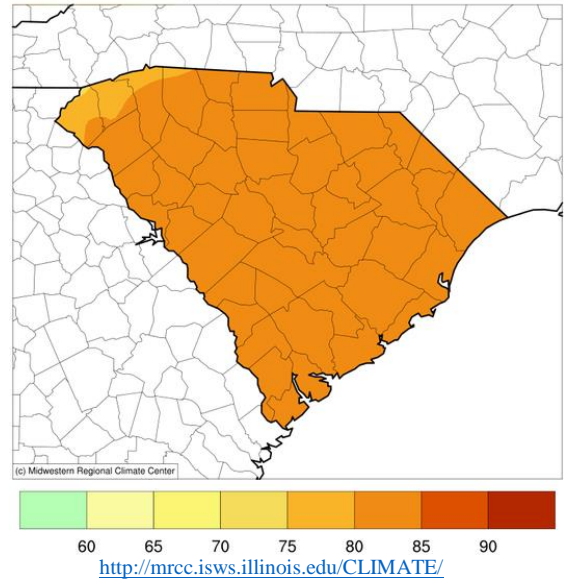 (c) Midwestern Regional Climate Center
60 65 70 75 80 85 90
http://mrcc.isws.illinois.edu/CLIMATE/